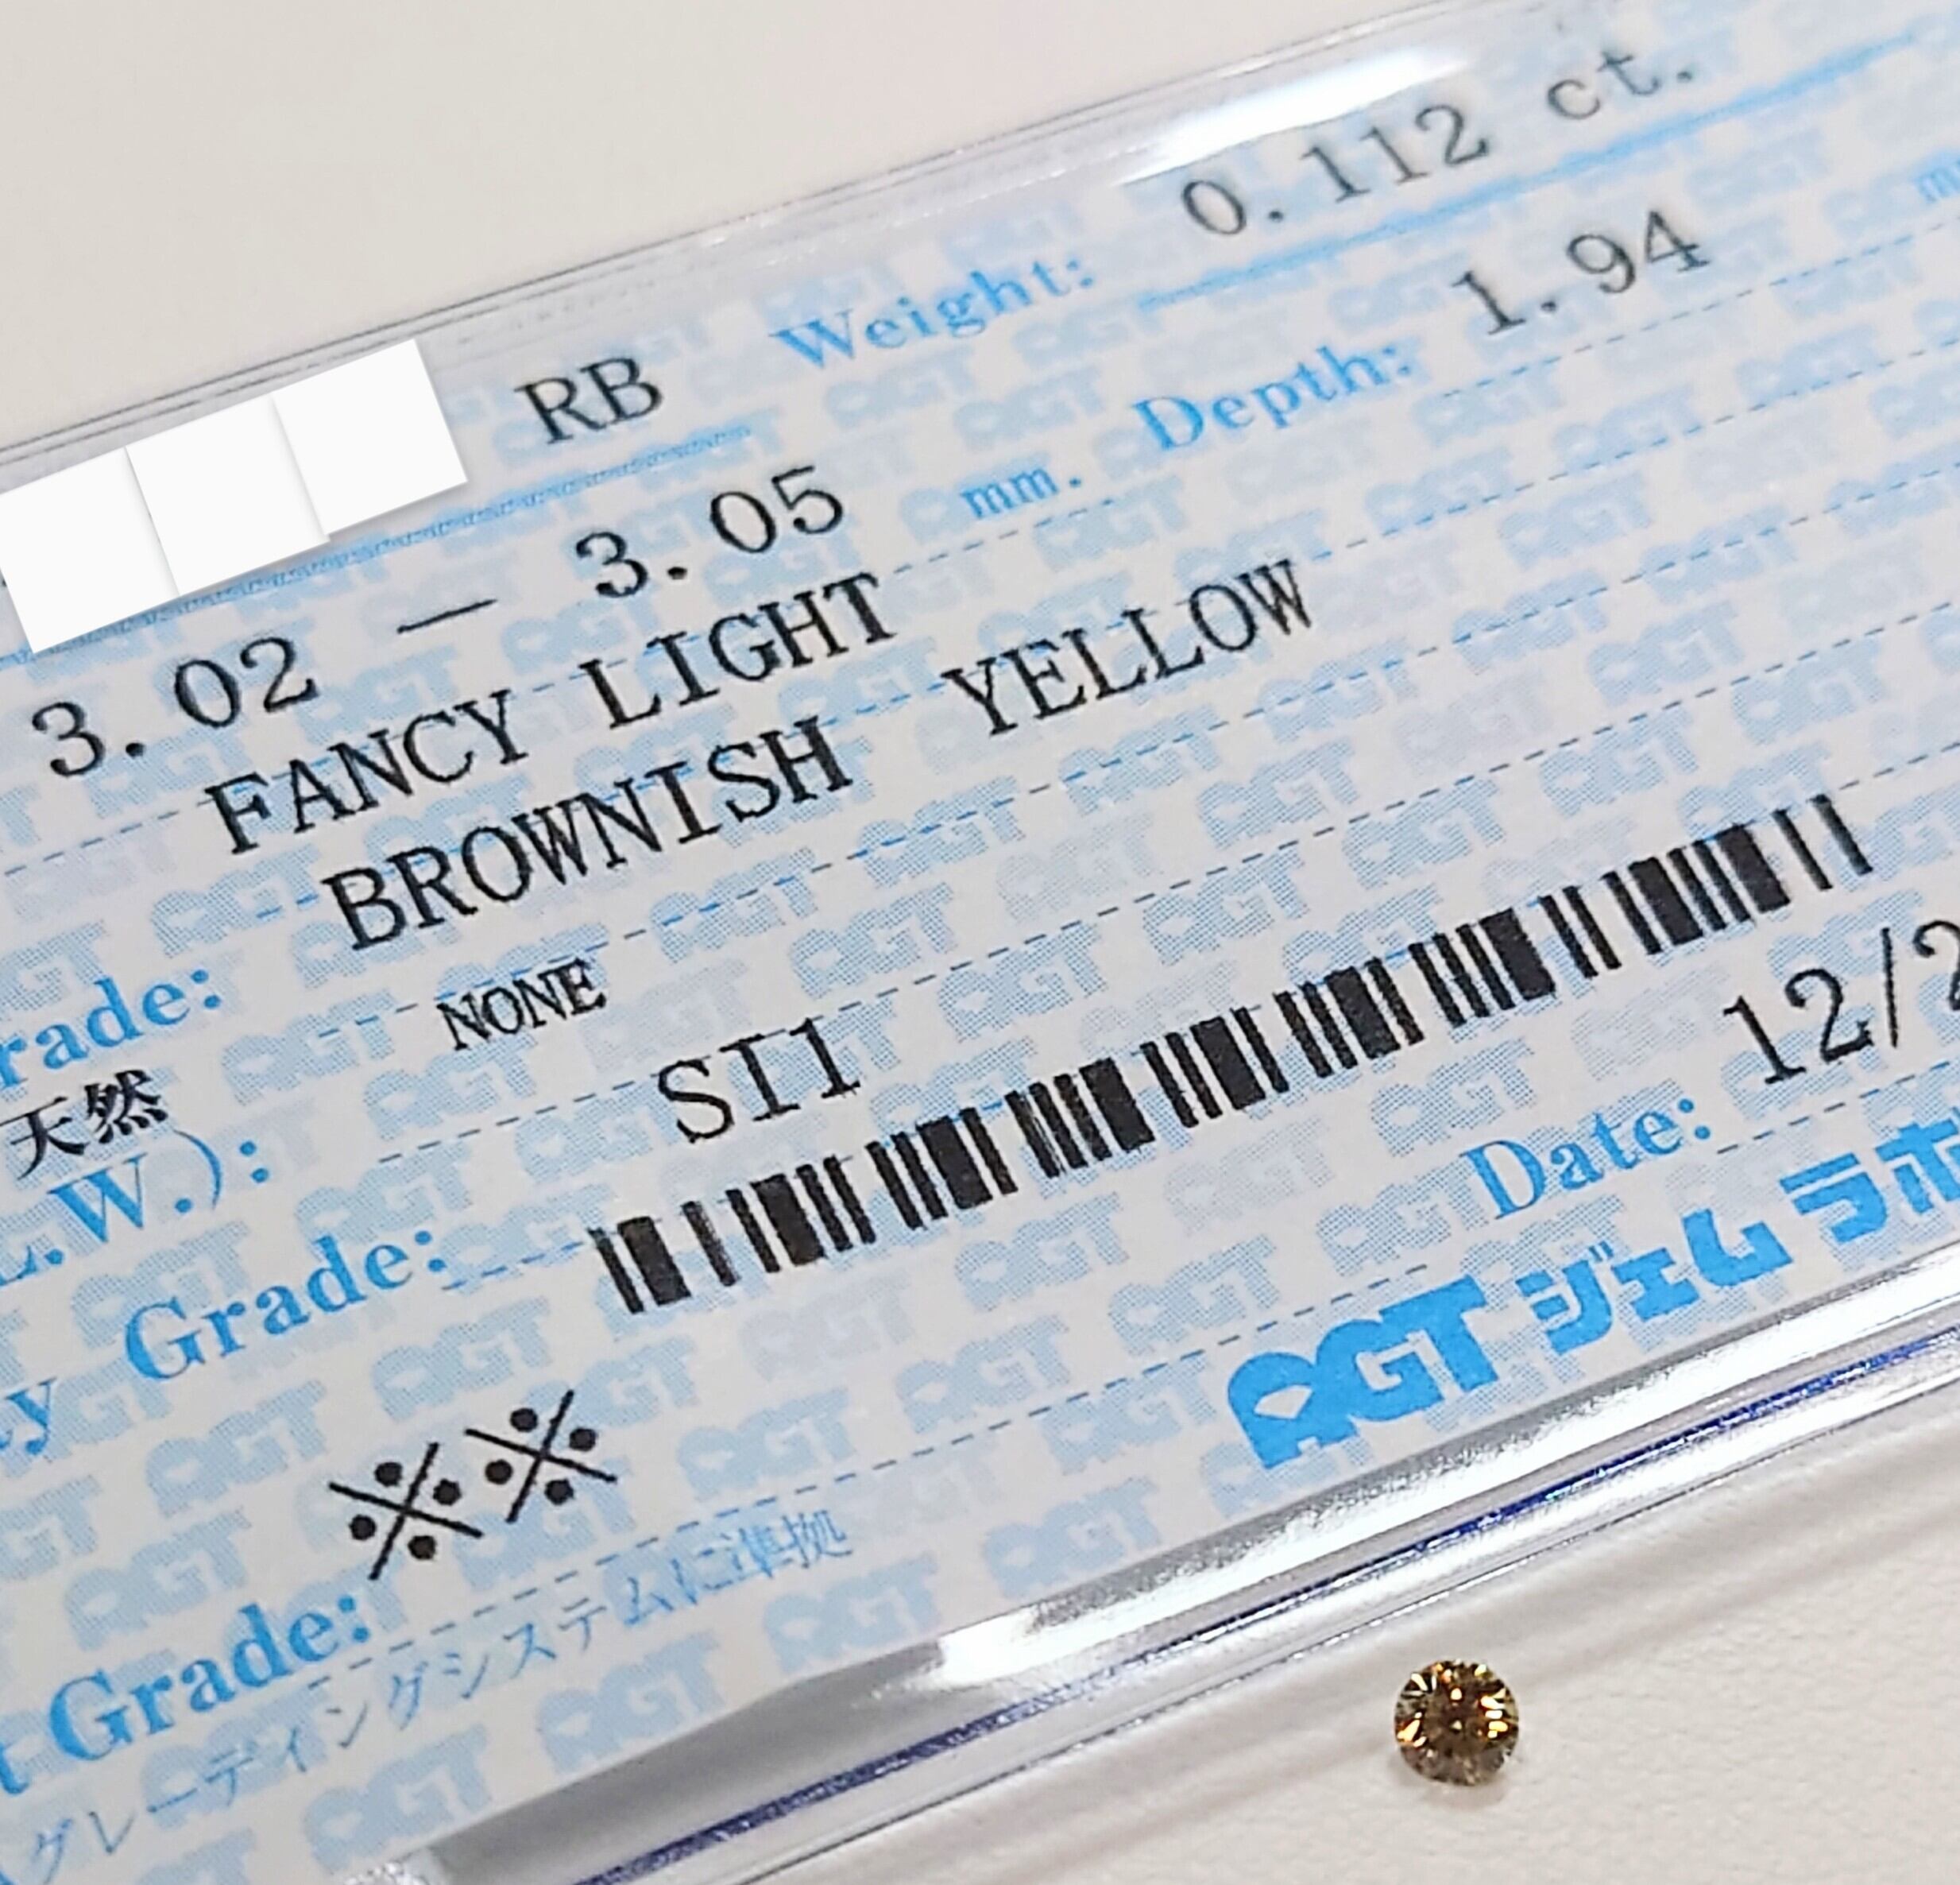 RB Weight: 0.112 ct.
3.02 — 3.05 mm. Depth: 1.94
FANCY LIGHT
BROWNISH YELLOW
天然
NONE
SI1
Grade:
※※
Date: 12/2
Grade:
グレーディングシステムに準拠
AGT ジェム ラボ